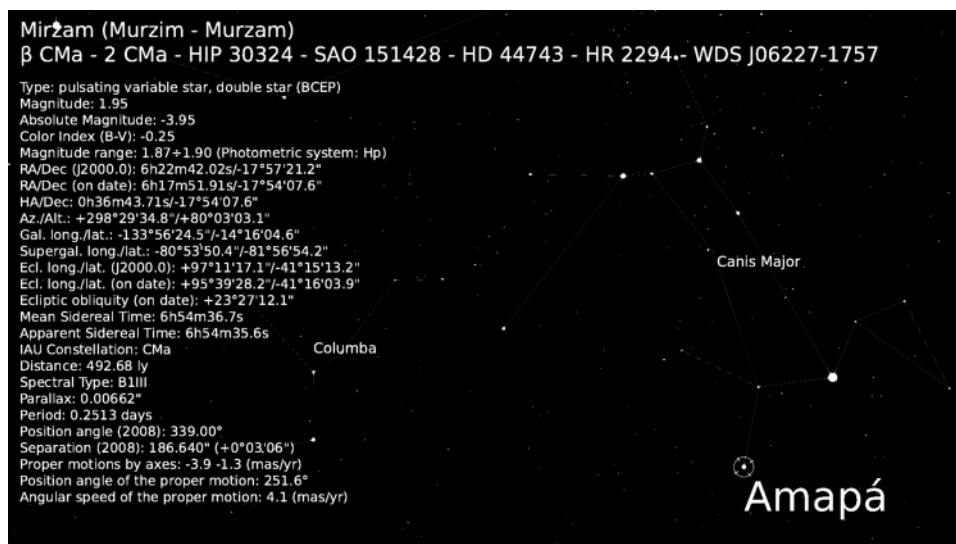 Mirzam (Murzim - Murzam)
β CMa - 2 CMa - HIP 30324 - SAO 151428 - HD 44743 - HR 2294 - WDS J06227-1757
Type: pulsating variable star, double star (BCEP)
Magnitude: 1.95
Absolute Magnitude: -3.95
Color Index (B-V): -0.25
Magnitude range: 1.87÷1.90 (Photometric system: Hp)
RA/Dec (J2000.0): 6h22m42.02s/-17°57'21.2"
RA/Dec (on date): 6h17m51.91s/-17°54'07.6"
HA/Dec: 0h36m43.71s/-17°54'07.6"
Az./Alt.: +298°29'34.8"/+80°03'03.1"
Gal. long./lat.: -133°56'24.5"/-14°16'04.6"
Supergal. long./lat.: -80°53'50.4"/-81°56'54.2"
Ecl. long./lat. (J2000.0): +97°11'17.1"/-41°15'13.2"
Ecl. long./lat. (on date): +95°39'28.2"/-41°16'03.9"
Ecliptic obliquity (on date): +23°27'12.1"
Mean Sidereal Time: 6h54m36.7s
Apparent Sidereal Time: 6h54m35.6s
IAU Constellation: CMa
Distance: 492.68 ly
Spectral Type: B1III
Parallax: 0.00662"
Period: 0.2513 days
Position angle (2008): 339.00°
Separation (2008): 186.640" (+0°03'06")
Proper motions by axes: -3.9 -1.3 (mas/yr)
Position angle of the proper motion: 251.6°
Angular speed of the proper motion: 4.1 (mas/yr)
Columba
Canis Major
Amapá